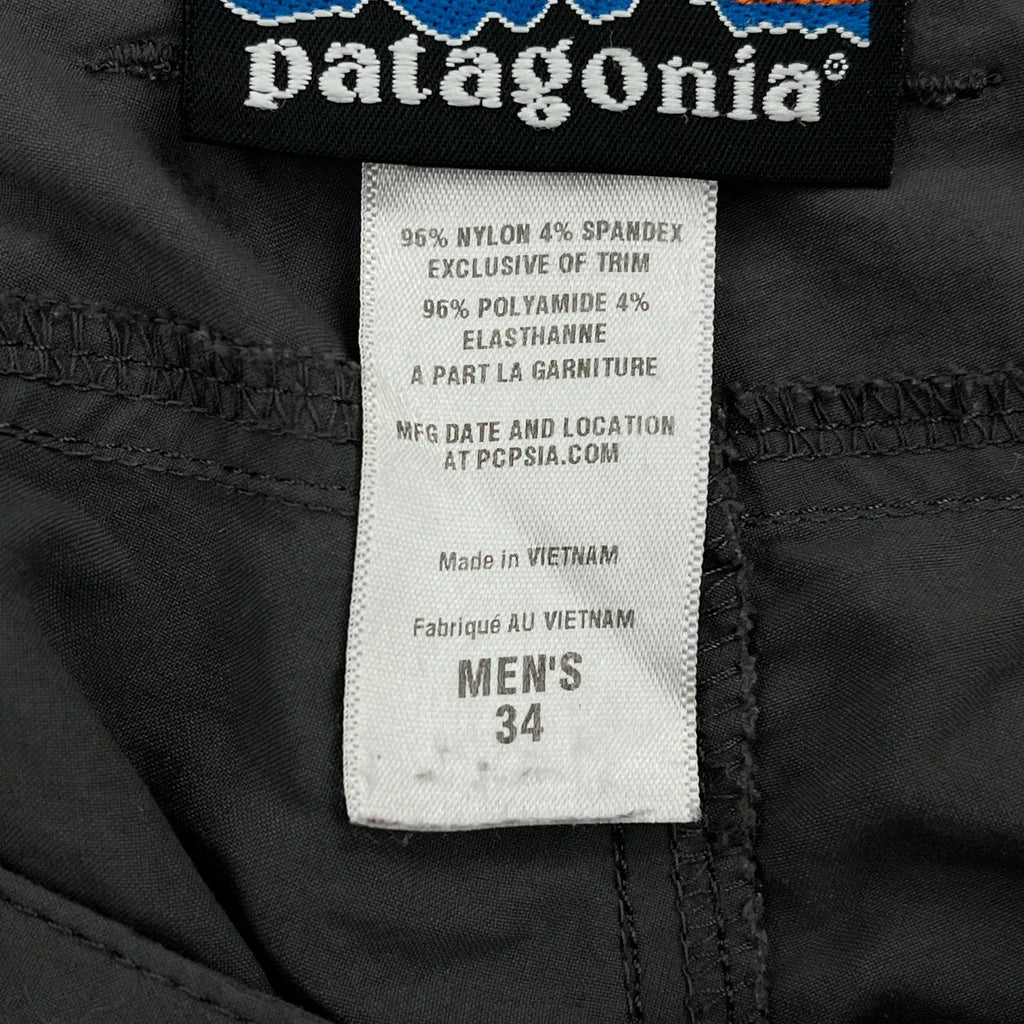 patagonia®
96% NYLON 4% SPANDEX
EXCLUSIVE OF TRIM
96% POLYAMIDE 4%
ELASTHANNE
A PART LA GARNITURE
MFG DATE AND LOCATION
AT PCPSIA.COM
Made in VIETNAM
Fabriqué AU VIETNAM
MEN'S
34